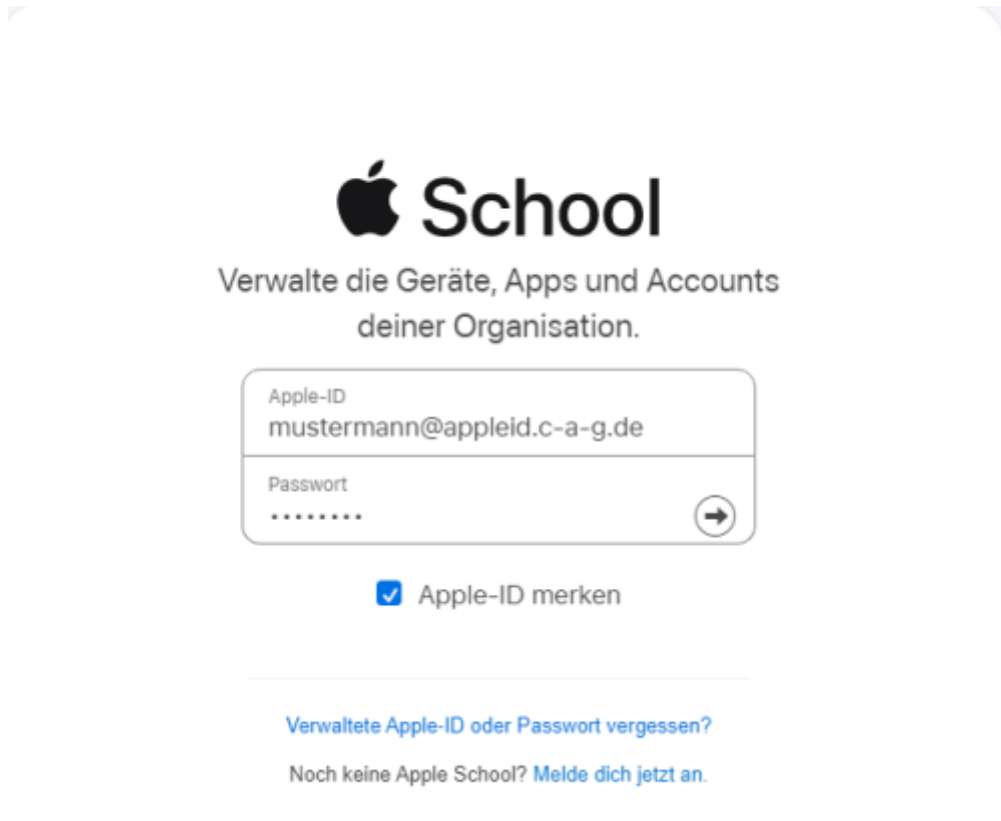 School
Verwalte die Geräte, Apps und Accounts
deiner Organisation.
Apple-ID
mustermann@appleid.c-a-g.de
Passwort
••••••••
Apple-ID merken
Verwaltete Apple-ID oder Passwort vergessen?
Noch keine Apple School? Melde dich jetzt an.